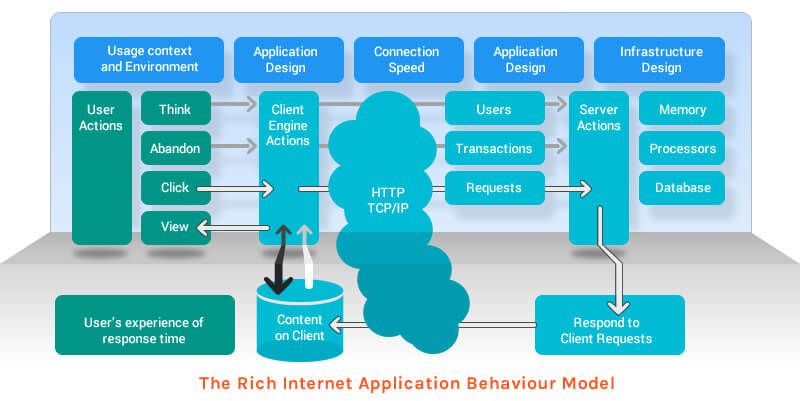 Usage context
and Environment
Application
Design
Connection
Speed
Application
Design
Infrastructure
Design
User
Actions
Think
Abandon
Click
View
Client
Engine
Actions
HTTP
TCP/IP
Users
Transactions
Requests
Server
Actions
Memory
Processors
Database
User's experience of
response time
Content
on Client
Respond to
Client Requests
The Rich Internet Application Behaviour Model